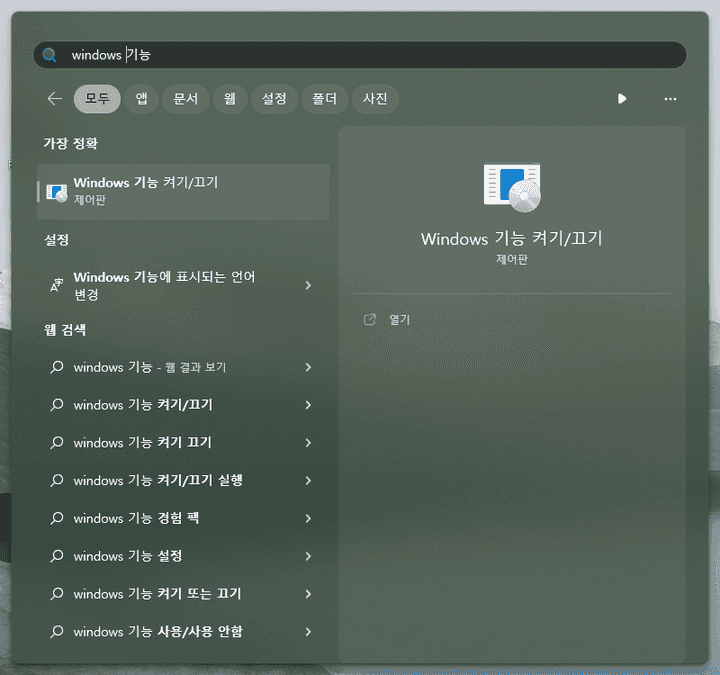 windows 기능
모두 앱 문서 웹 설정 폴더 사진
가장 정확
Windows 기능 켜기/끄기
제어판
설정
Windows 기능에 표시되는 언어
변경
웹 검색
windows 기능 - 웹 결과 보기
windows 기능 켜기/끄기
windows 기능 켜기 끄기
windows 기능 켜기/끄기 실행
windows 기능 경험 팩
windows 기능 설정
windows 기능 켜기 또는 끄기
windows 기능 사용/사용 안함
Windows 기능 켜기/끄기
제어판
열기